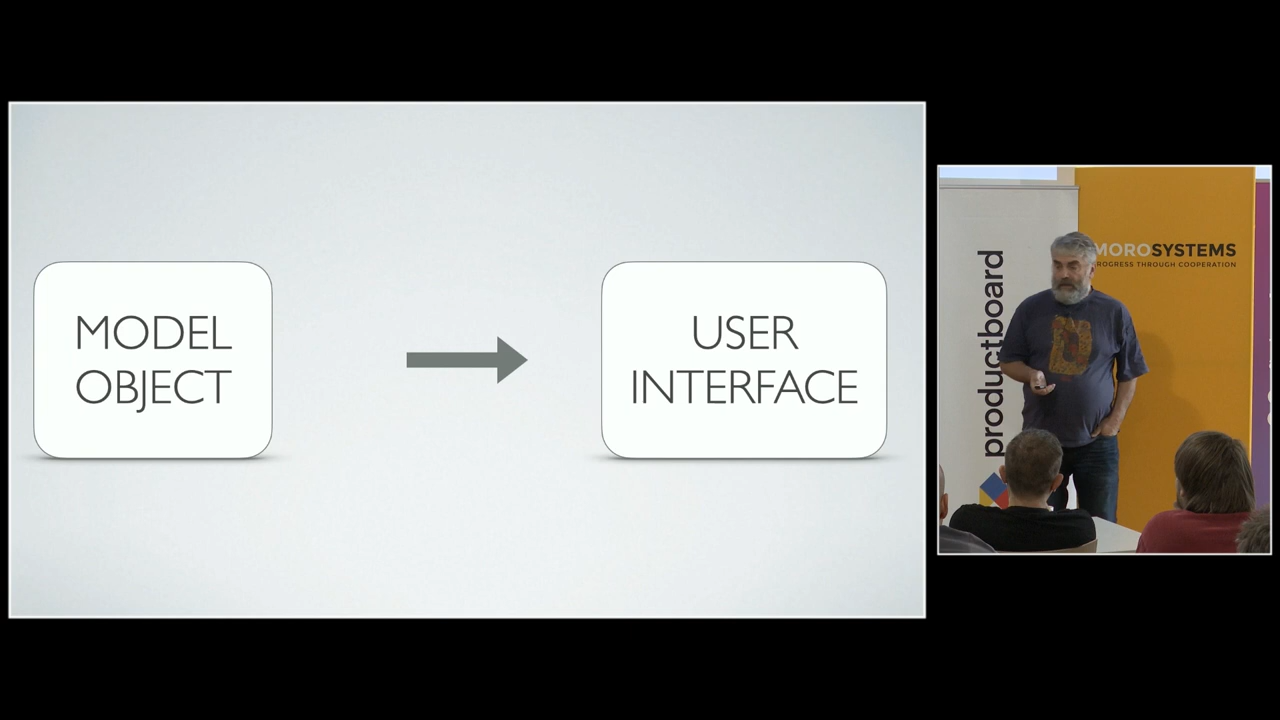 MODEL
OBJECT
USER
INTERFACE
productboard
MOROSYSTEMS
PROGRESS THROUGH COOPERATION